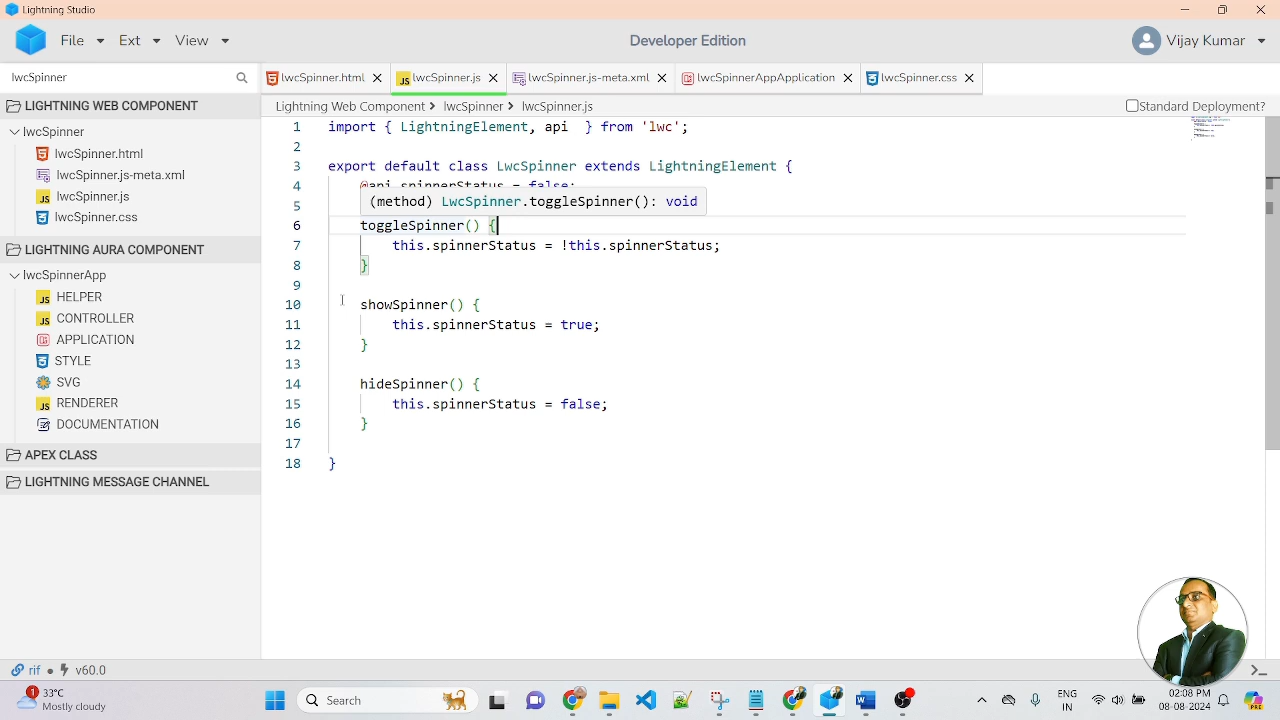 Lightning Studio
File
Ext
View
Developer Edition
Vijay Kumar
lwcSpinner
lwcSpinner.html
lwcSpinner.js
lwcSpinner.js-meta.xml
lwcSpinnerAppApplication
lwcSpinner.css
LIGHTNING WEB COMPONENT
lwcSpinner
lwcSpinner.html
lwcSpinner.js-meta.xml
lwcSpinner.js
lwcSpinner.css
LIGHTNING AURA COMPONENT
lwcSpinnerApp
HELPER
CONTROLLER
APPLICATION
STYLE
SVG
RENDERER
DOCUMENTATION
APEX CLASS
LIGHTNING MESSAGE CHANNEL
Lightning Web Component > lwcSpinner > lwcSpinner.js
Standard Deployment?
1 import { LightningElement, api } from 'lwc';
2
3 export default class LwcSpinner extends LightningElement {
4 @api spinnerStatus = false;
5 (method) LwcSpinner.toggleSpinner(): void
6 toggleSpinner() {
7 this.spinnerStatus = !this.spinnerStatus;
8 }
9
10 showSpinner() {
11 this.spinnerStatus = true;
12 }
13
14 hideSpinner() {
15 this.spinnerStatus = false;
16 }
17
18 }
rif ● v60.0
1
33°C
Mostly cloudy
Search
ENG
IN
02:08 PM
08-08-2024